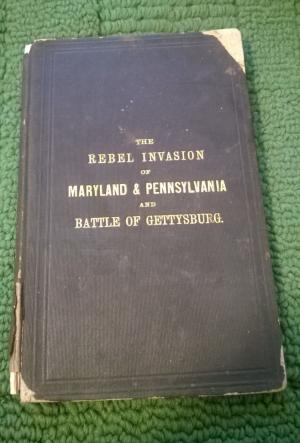 THE
REBEL INVASION
OF
MARYLAND & PENNSYLVANIA
AND
BATTLE OF GETTYSBURG.